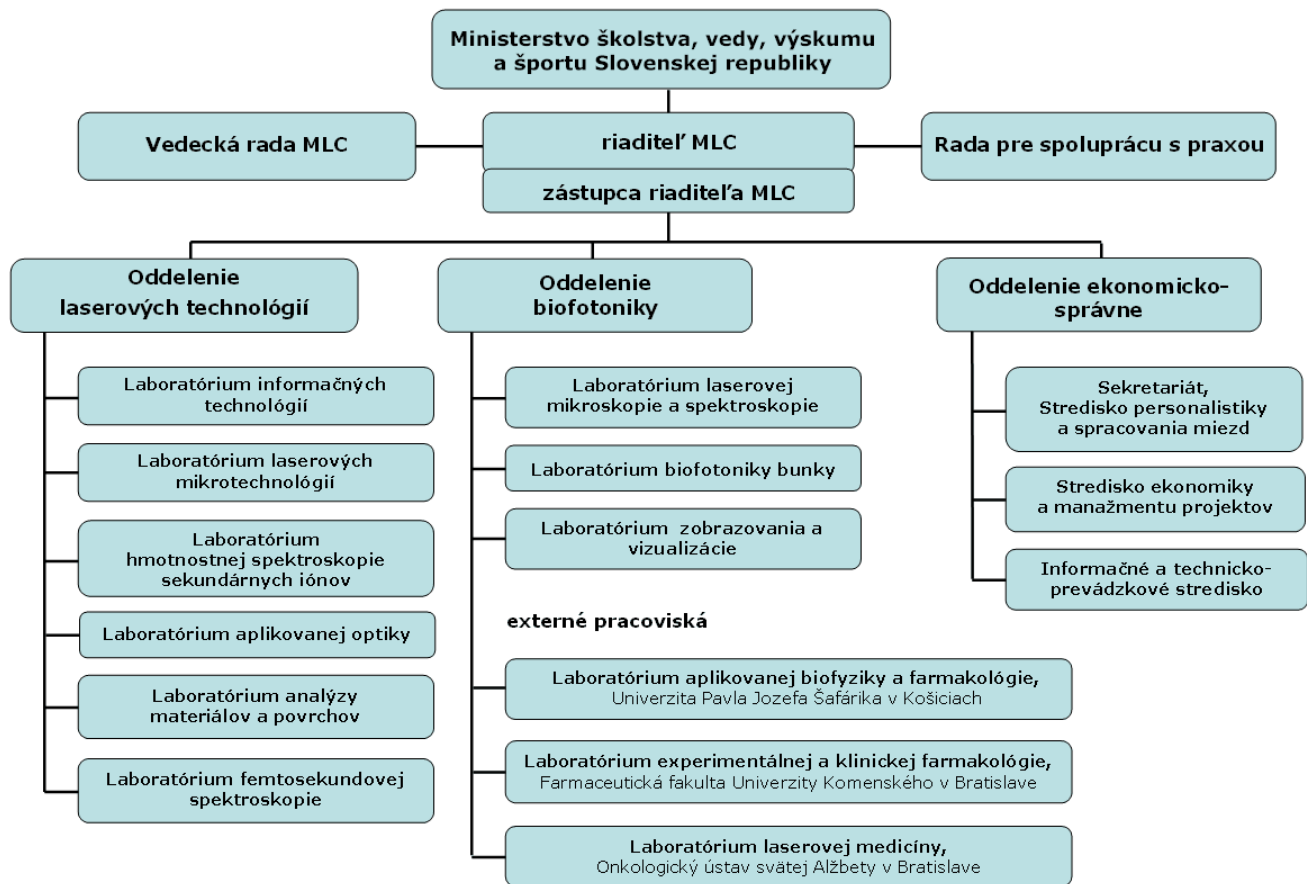 Ministerstvo školstva, vedy, výskumu
a športu Slovenskej republiky
Vedecká rada MLC
riaditeľ MLC
Rada pre spoluprácu s praxou
zástupca riaditeľa MLC
Oddelenie
laserových technológií
Laboratórium informačných
technológií
Laboratórium laserových
mikrotechnológií
Laboratórium
hmotnostnej spektroskopie
sekundárnych iónov
Laboratórium aplikovanej optiky
Laboratórium analýzy
materiálov a povrchov
Laboratórium femtosekundovej
spektroskopie
Oddelenie
biofotoniky
Laboratórium laserovej
mikroskopie a spektroskopie
Laboratórium biofotoniky bunky
Laboratórium zobrazovania a
vizualizácie
externé pracoviská
Laboratórium aplikovanej biofyziky a farmakológie,
Univerzita Pavla Jozefa Šafárika v Košiciach
Laboratórium experimentálnej a klinickej farmakológie,
Farmaceutická fakulta Univerzity Komenského v Bratislave
Laboratórium laserovej medicíny,
Onkologický ústav svätej Alžbety v Bratislave
Oddelenie ekonomicko-
správne
Sekretariát,
Stredisko personalistiky
a spracovania miezd
Stredisko ekonomiky
a manažmentu projektov
Informačné a technicko-
prevádzkové stredisko